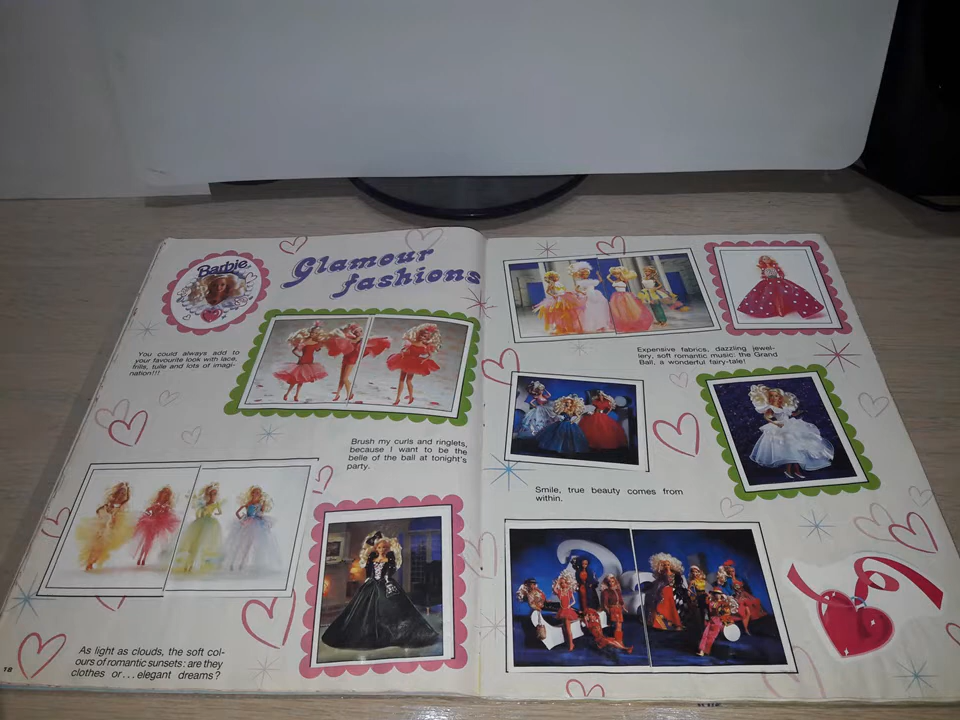 Barbie
Glamour
fashions
You could always add to
your favourite look with lace,
frills, tulle and lots of imagi-
nation!!!
Brush my curls and ringlets,
because I want to be the
belle of the ball at tonight's
party.
As light as clouds, the soft col-
ours of romantic sunsets: are they
clothes or... elegant dreams?
18
Expensive fabrics, dazzling jewel-
lery, soft romantic music: the Grand
Ball, a wonderful fairy-tale!
Smile, true beauty comes from
within.